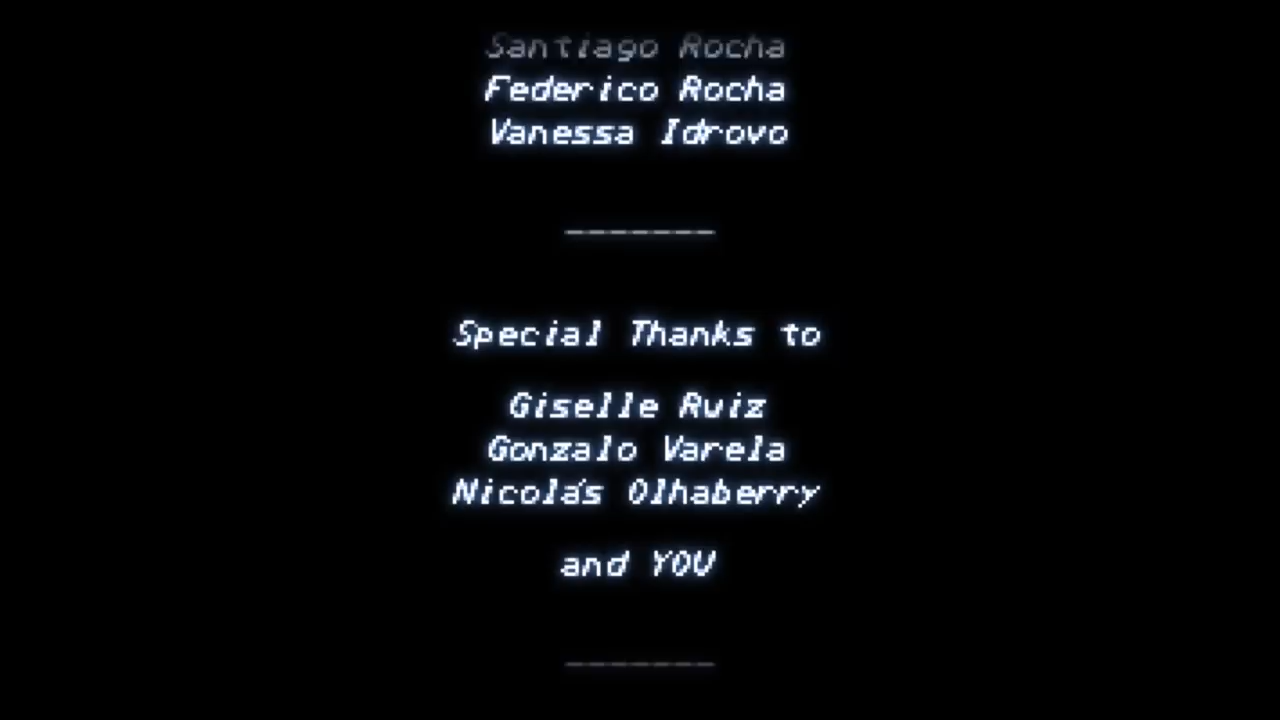 Santiago Rocha
Federico Rocha
Vanessa Idrovo
-------
Special Thanks to
Giselle Ruiz
Gonzalo Varela
Nicolás Olhaberry
and YOU
-------